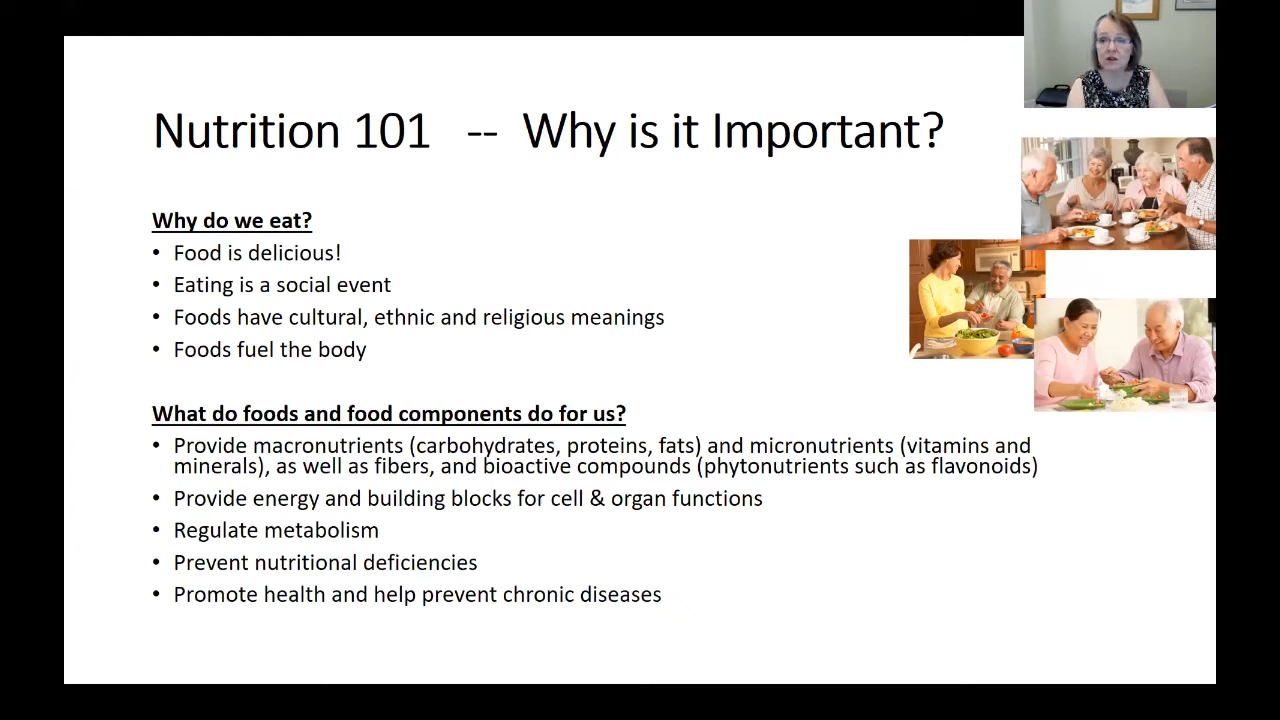 Nutrition 101 -- Why is it Important?
Why do we eat?
• Food is delicious!
• Eating is a social event
• Foods have cultural, ethnic and religious meanings
• Foods fuel the body
What do foods and food components do for us?
• Provide macronutrients (carbohydrates, proteins, fats) and micronutrients (vitamins and
minerals), as well as fibers, and bioactive compounds (phytonutrients such as flavonoids)
• Provide energy and building blocks for cell & organ functions
• Regulate metabolism
• Prevent nutritional deficiencies
• Promote health and help prevent chronic diseases